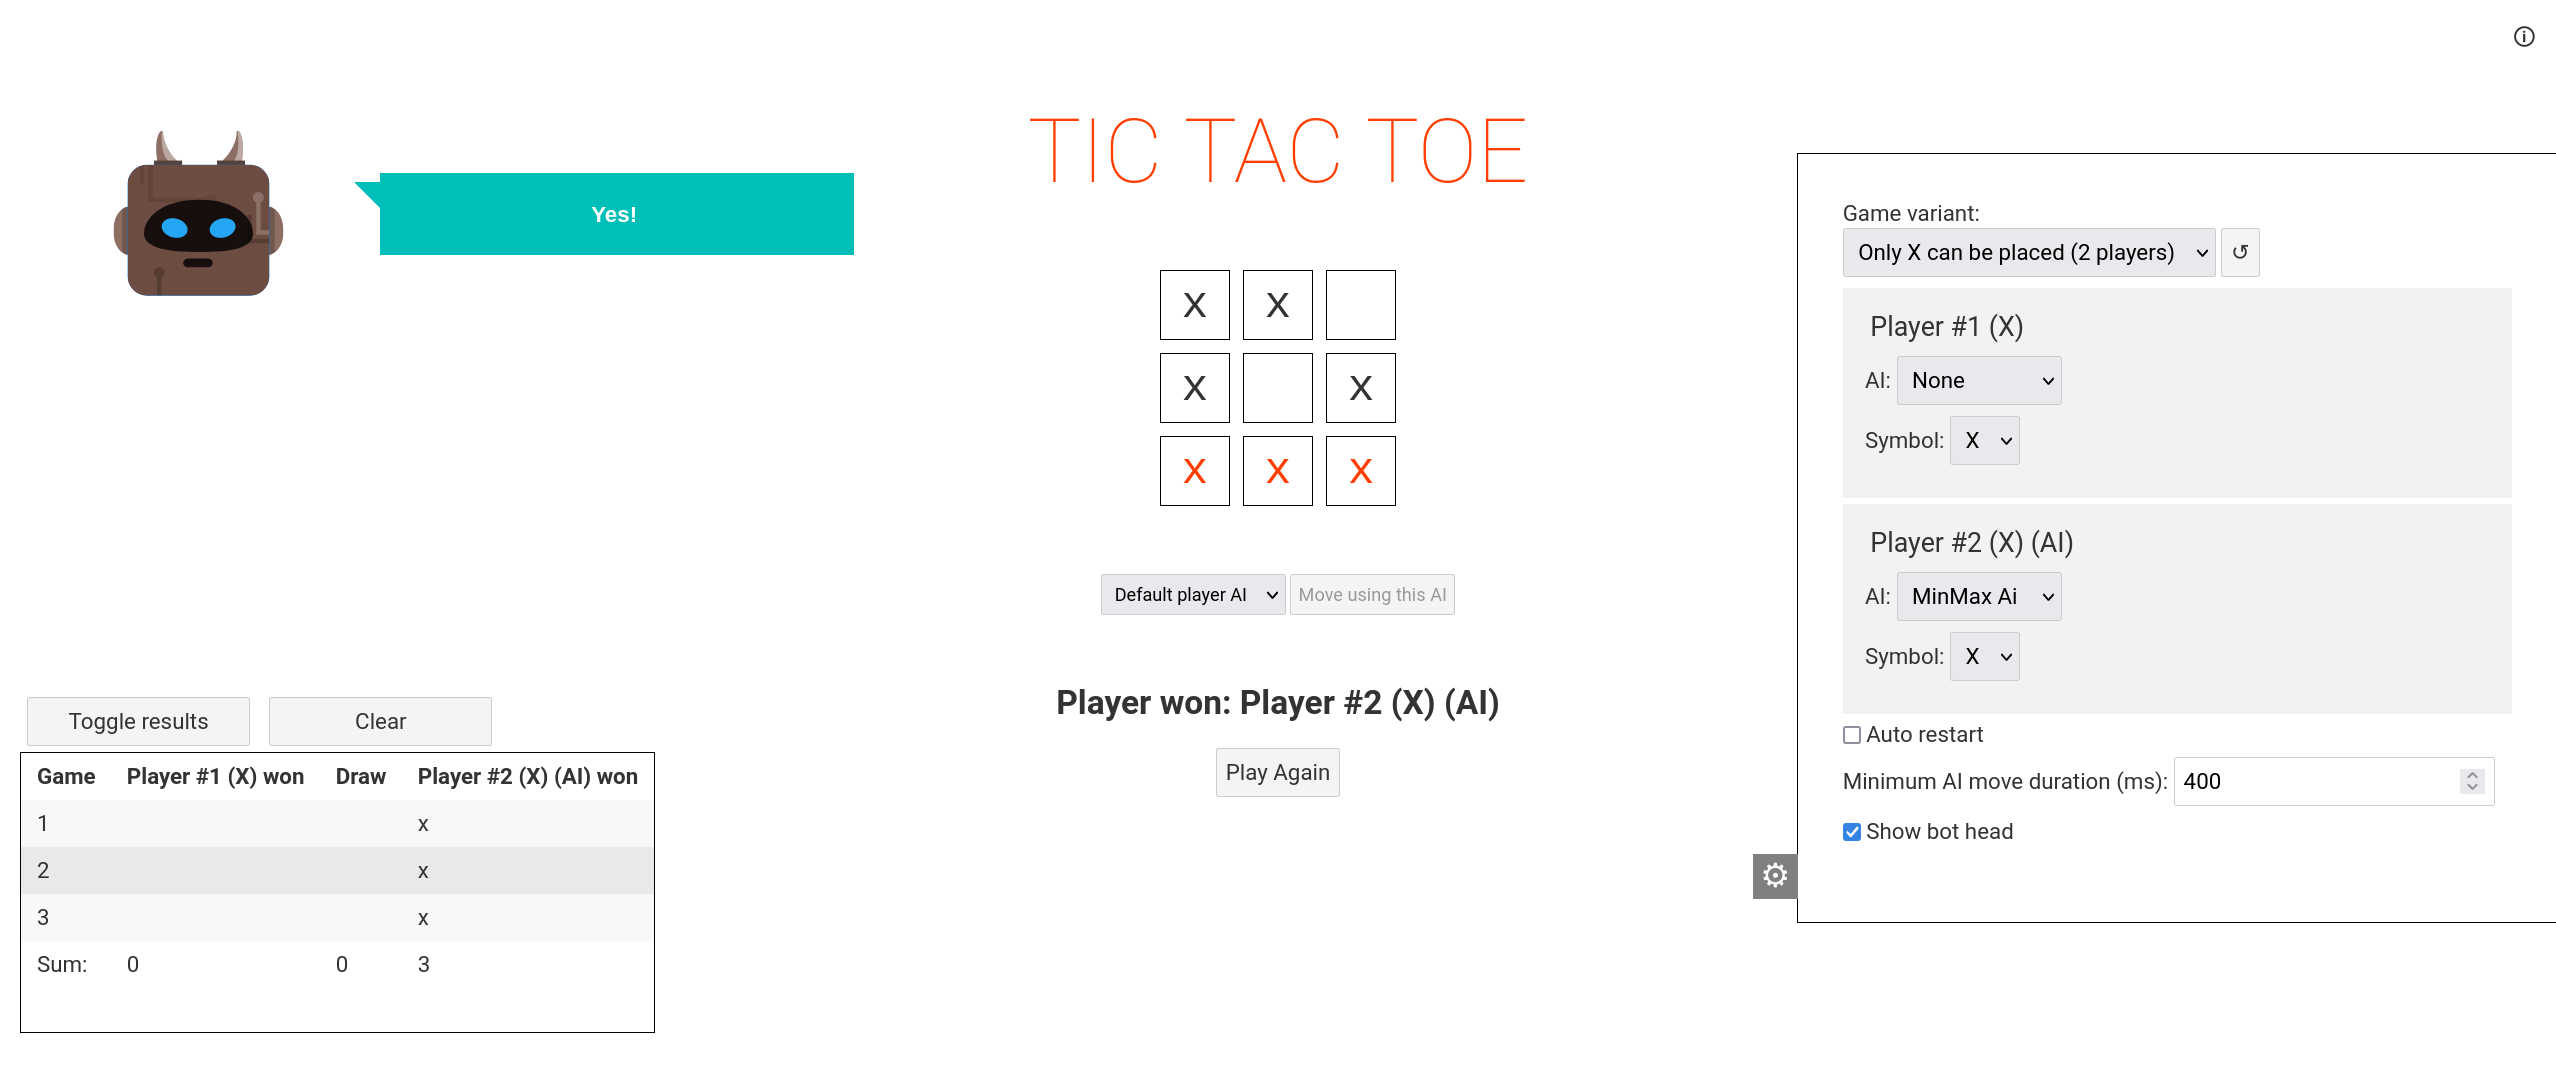 TIC TAC TOE
Yes!
X X
X X
X X X
Default player AI Move using this AI
Player won: Player #2 (X) (AI)
Play Again
Toggle results Clear
Game Player #1 (X) won Draw Player #2 (X) (AI) won
1 x
2 x
3 x
Sum: 0 0 3
Game variant:
Only X can be placed (2 players) ↺
Player #1 (X)
AI: None
Symbol: X
Player #2 (X) (AI)
AI: MinMax Ai
Symbol: X
Auto restart
Minimum AI move duration (ms): 400
Show bot head